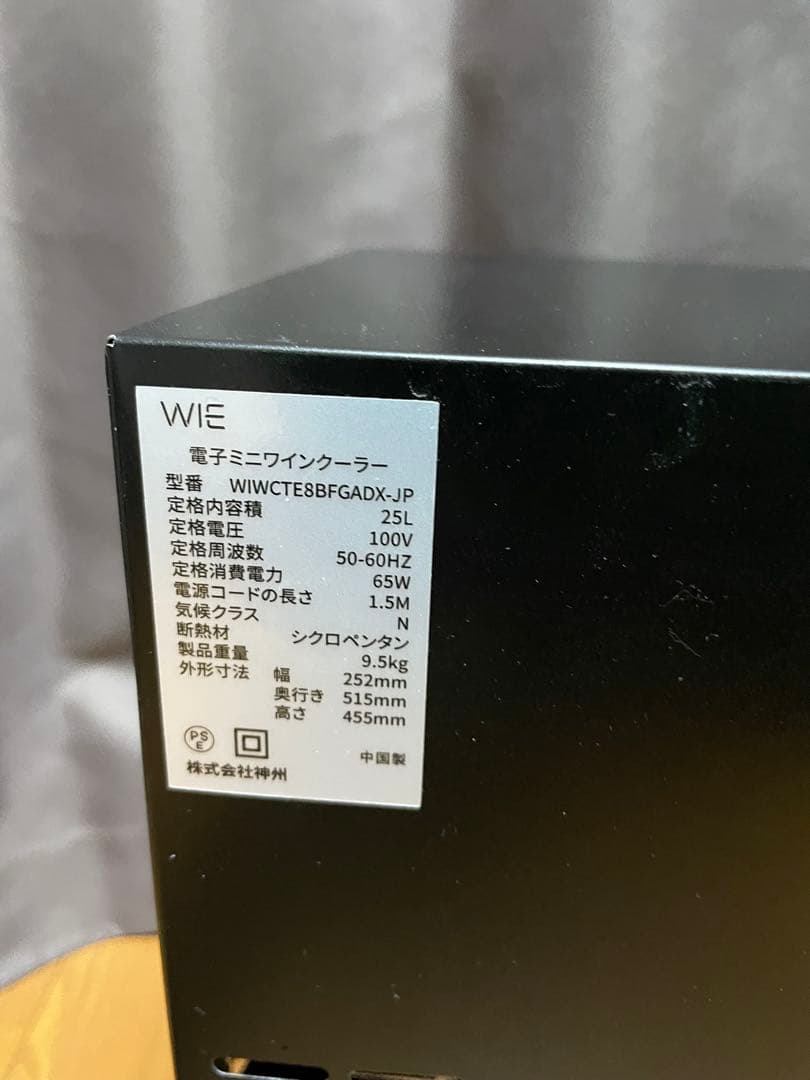 WIE
電子ミニワインクーラー
型番 WIWCTE8BFGADX-JP
定格内容積 25L
定格電圧 100V
定格周波数 50-60HZ
定格消費電力 65W
電源コードの長さ 1.5M
気候クラス N
断熱材 シクロペンタン
製品重量 9.5kg
外形寸法 幅 252mm
奥行き 515mm
高さ 455mm
PS
E
中国製
株式会社神州